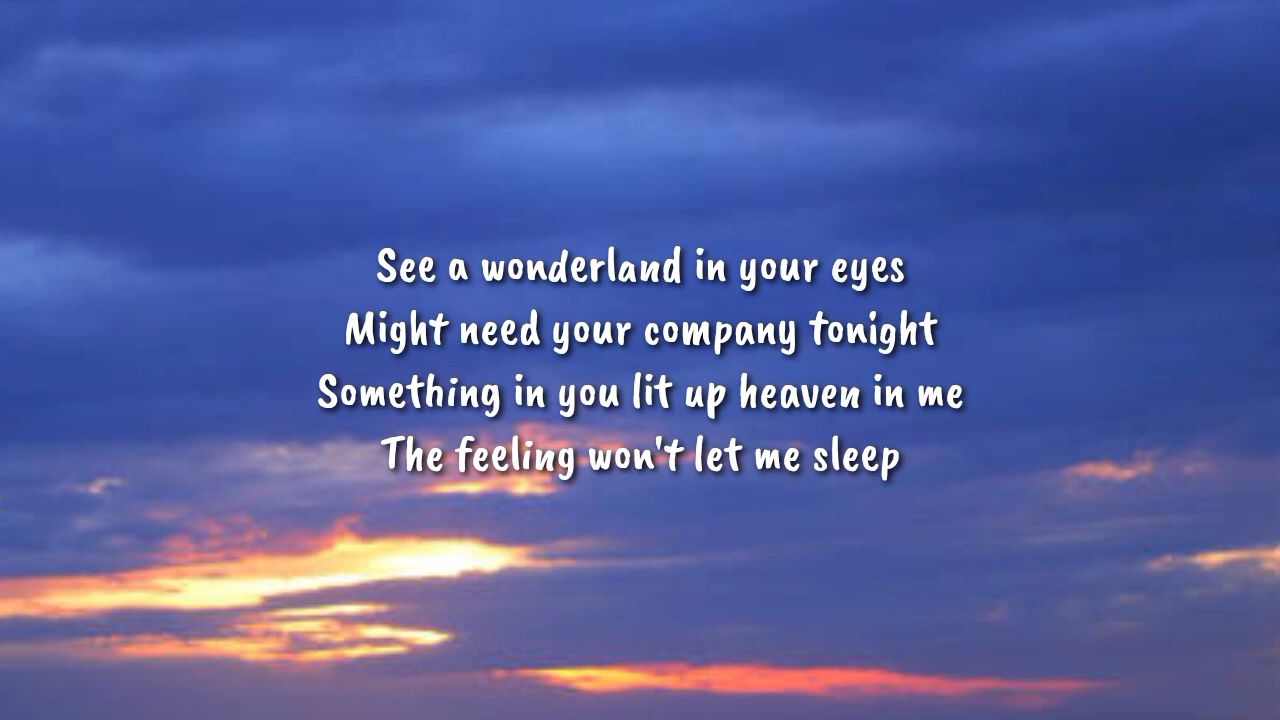 See a wonderland in your eyes
Might need your company tonight
Something in you lit up heaven in me
The feeling won't let me sleep